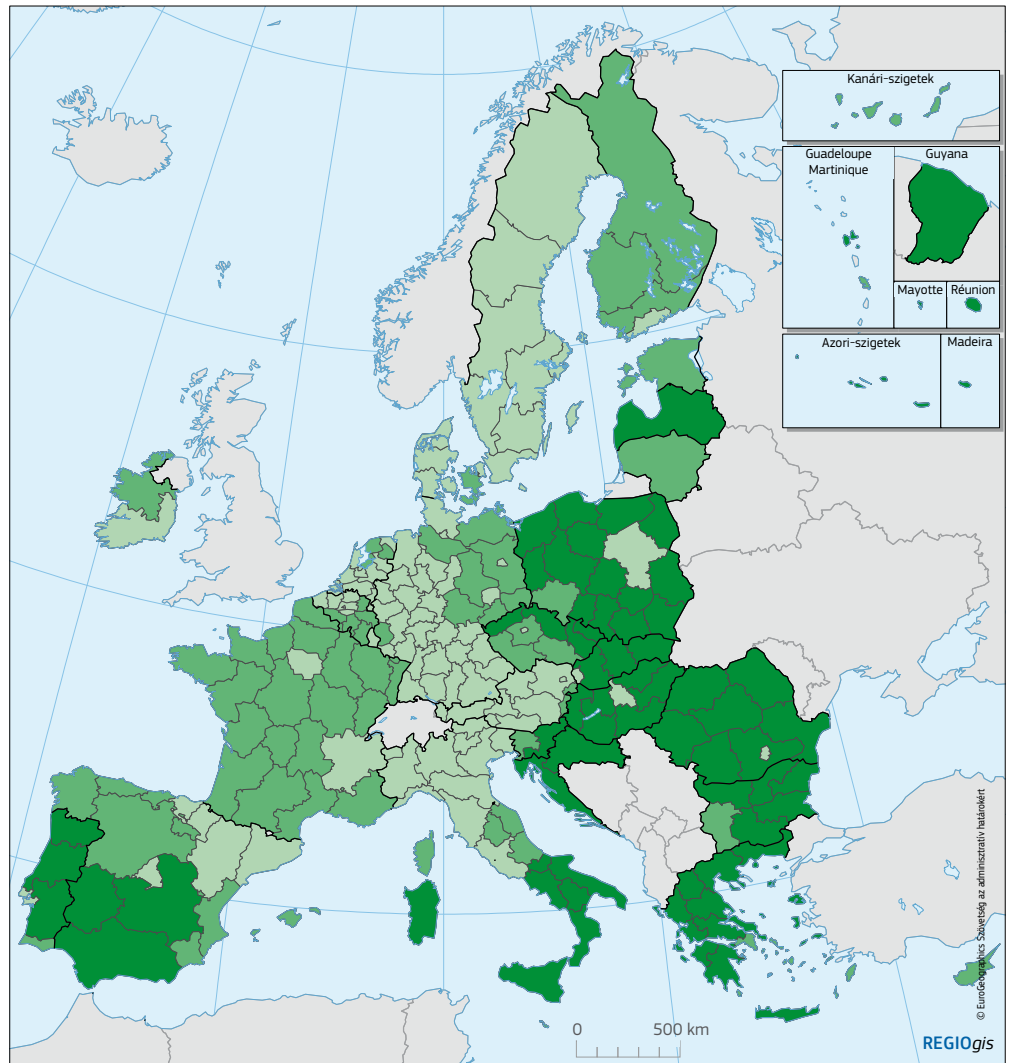 Kanári-szigetek
Guadeloupe
Martinique
Guyana
Mayotte
Réunion
Azori-szigetek
Madeira
© EuroGeographics Szövetség az adminisztratív határokért
0 500 km
REGIOgis